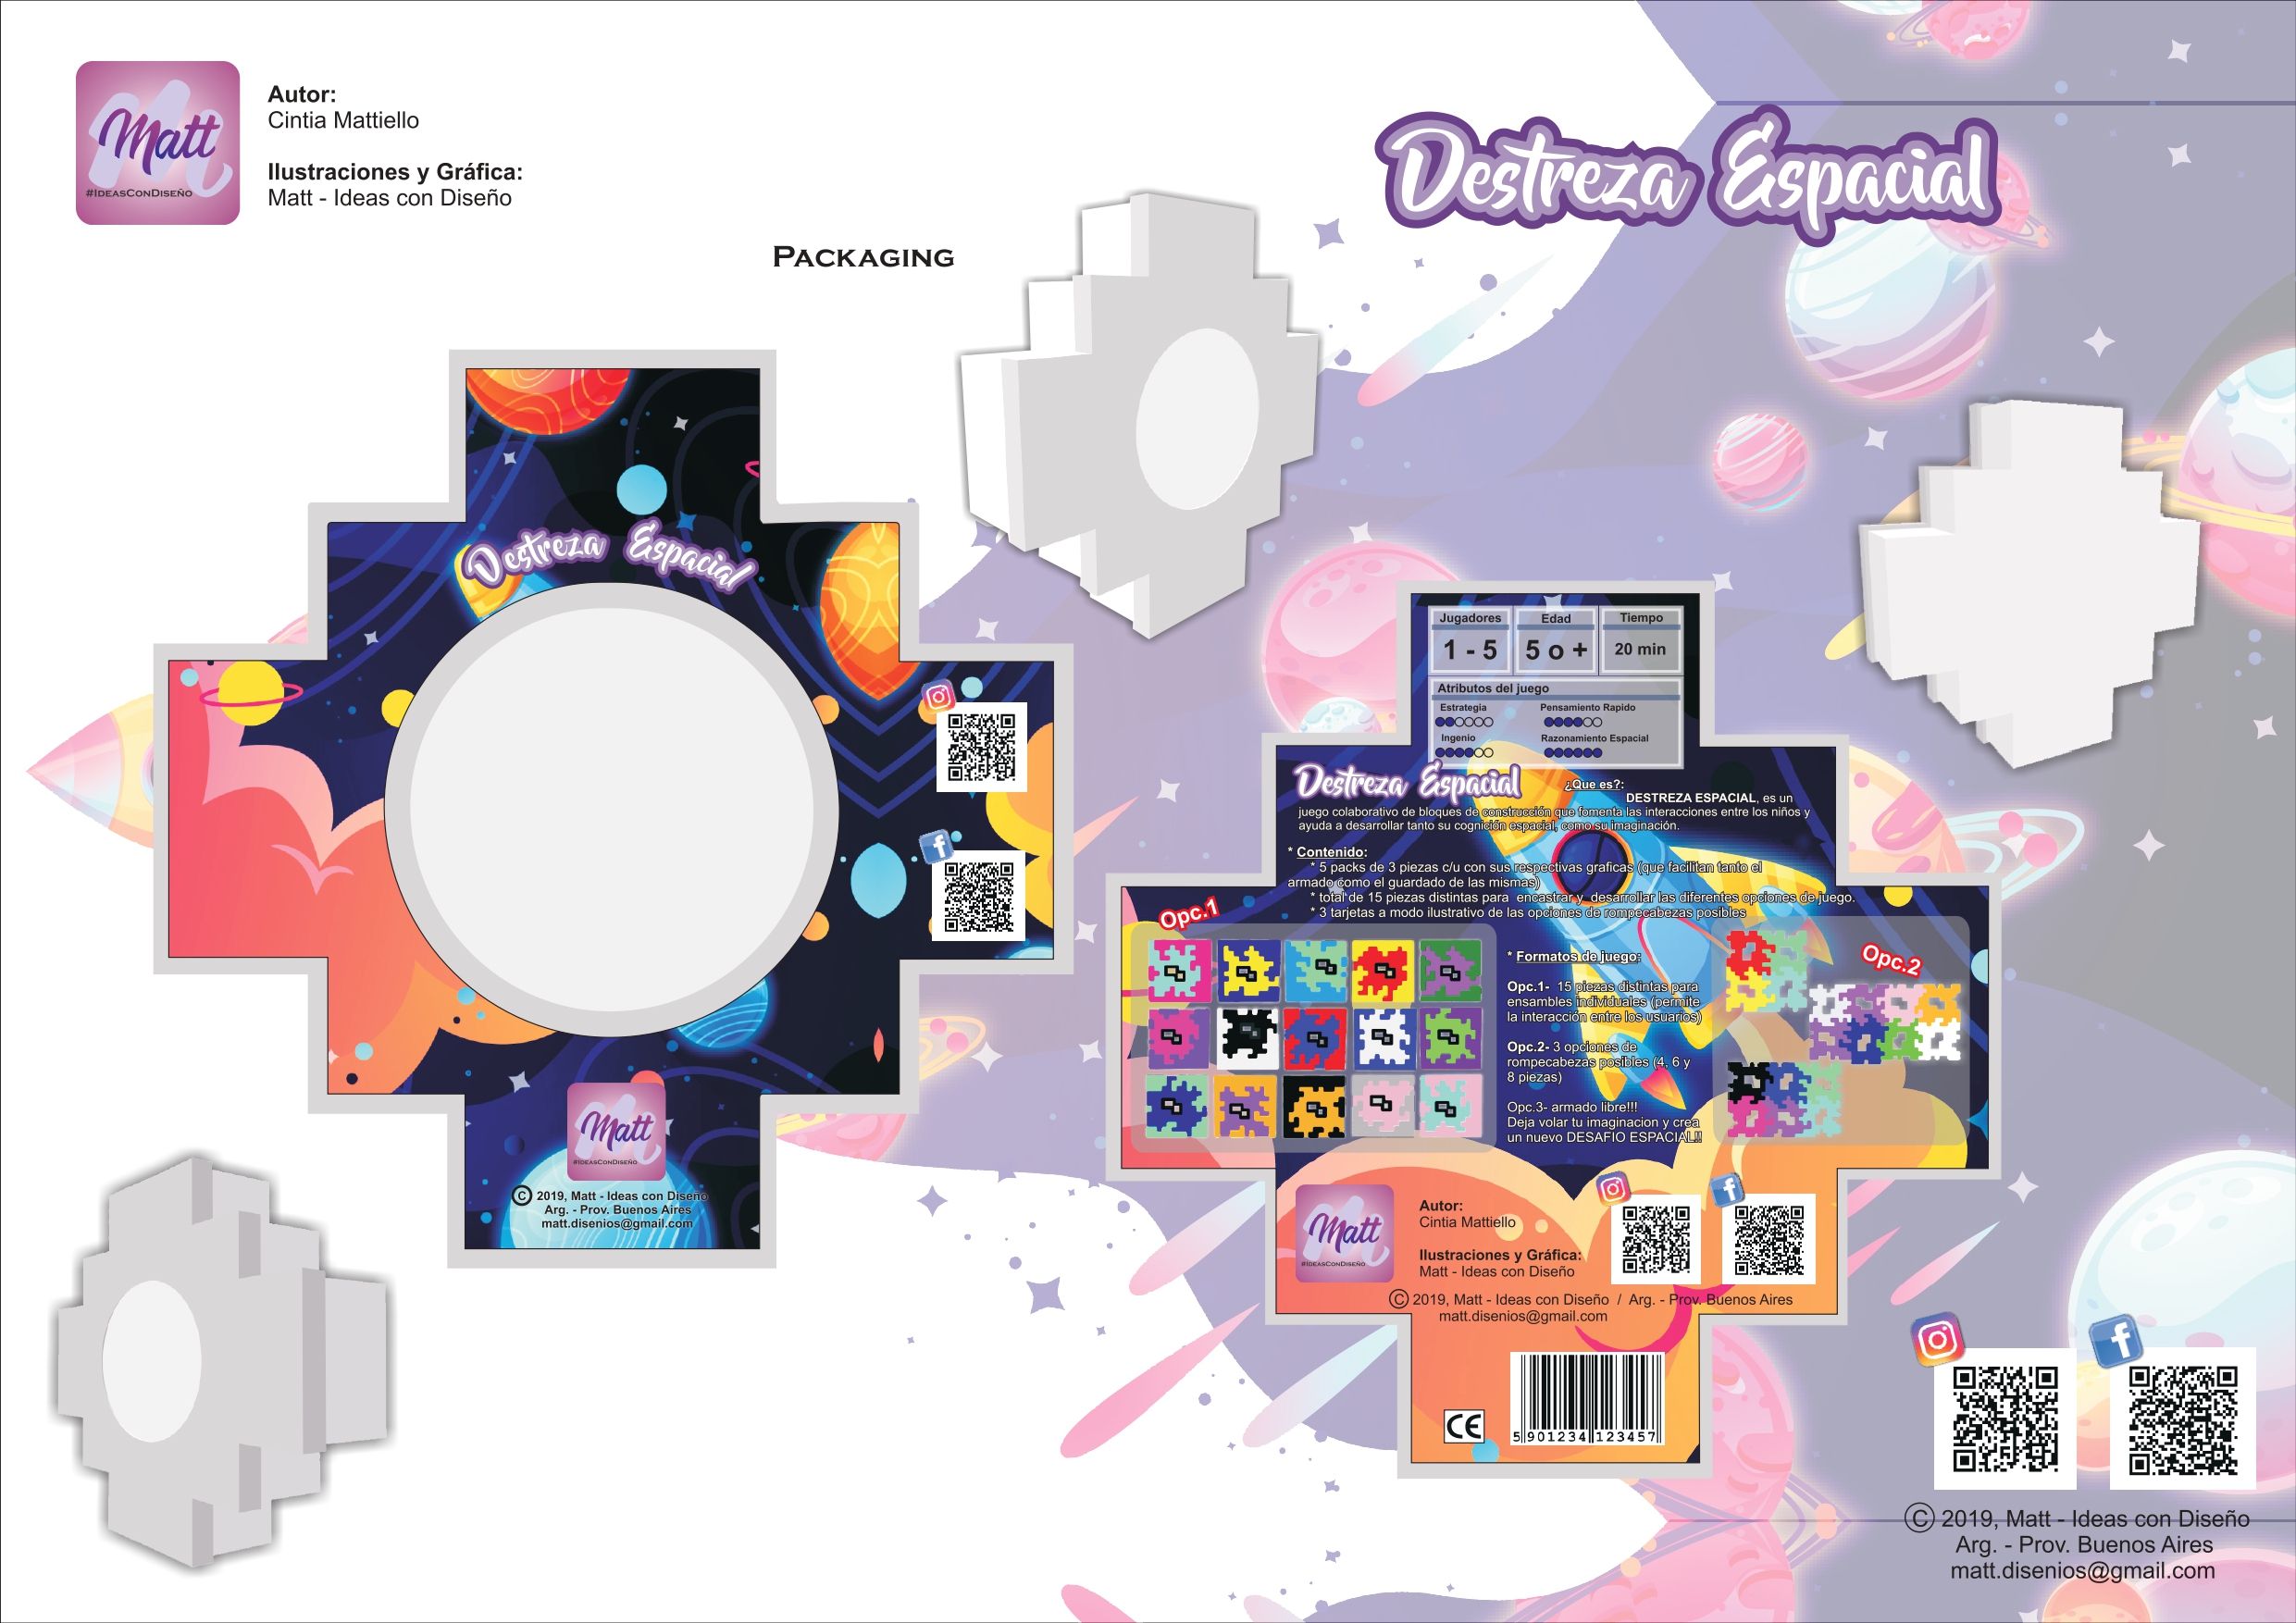 Matt
#IdeasConDiseño
Autor:
Cintia Mattiello
Ilustraciones y Gráfica:
Matt - Ideas con Diseño
Packaging
Destreza Espacial
Destreza Espacial
Matt
#IdeasConDiseño
© 2019, Matt - Ideas con Diseño
Arg. - Prov. Buenos Aires
matt.disenios@gmail.com
Jugadores
1 - 5
Edad
5 o +
Tiempo
20 min
Atributos del juego
Estrategia
Pensamiento Rapido
Ingenio
Razonamiento Espacial
Destreza Espacial
¿Que es?:
DESTREZA ESPACIAL, es un
juego colaborativo de bloques de construcción que fomenta las interacciones entre los niños y
ayuda a desarrollar tanto su cognición espacial, como su imaginación.
* Contenido:
* 5 packs de 3 piezas c/u con sus respectivas graficas (que facilitan tanto el
armado como el guardado de las mismas)
* total de 15 piezas distintas para encastrar y desarrollar las diferentes opciones de juego.
* 3 tarjetas a modo ilustrativo de las opciones de rompecabezas posibles
Opc.1
* Formatos de juego:
Opc.1- 15 piezas distintas para
ensambles individuales (permite
la interacción entre los usuarios)
Opc.2- 3 opciones de
rompecabezas posibles (4, 6 y
8 piezas)
Opc.3- armado libre!!!
Deja volar tu imaginacion y crea
un nuevo DESAFIO ESPACIAL!!
Opc.2
Matt
#IdeasConDiseño
Autor:
Cintia Mattiello
Ilustraciones y Gráfica:
Matt - Ideas con Diseño
© 2019, Matt - Ideas con Diseño / Arg. - Prov. Buenos Aires
matt.disenios@gmail.com
CE
5 901234 123457
© 2019, Matt - Ideas con Diseño
Arg. - Prov. Buenos Aires
matt.disenios@gmail.com